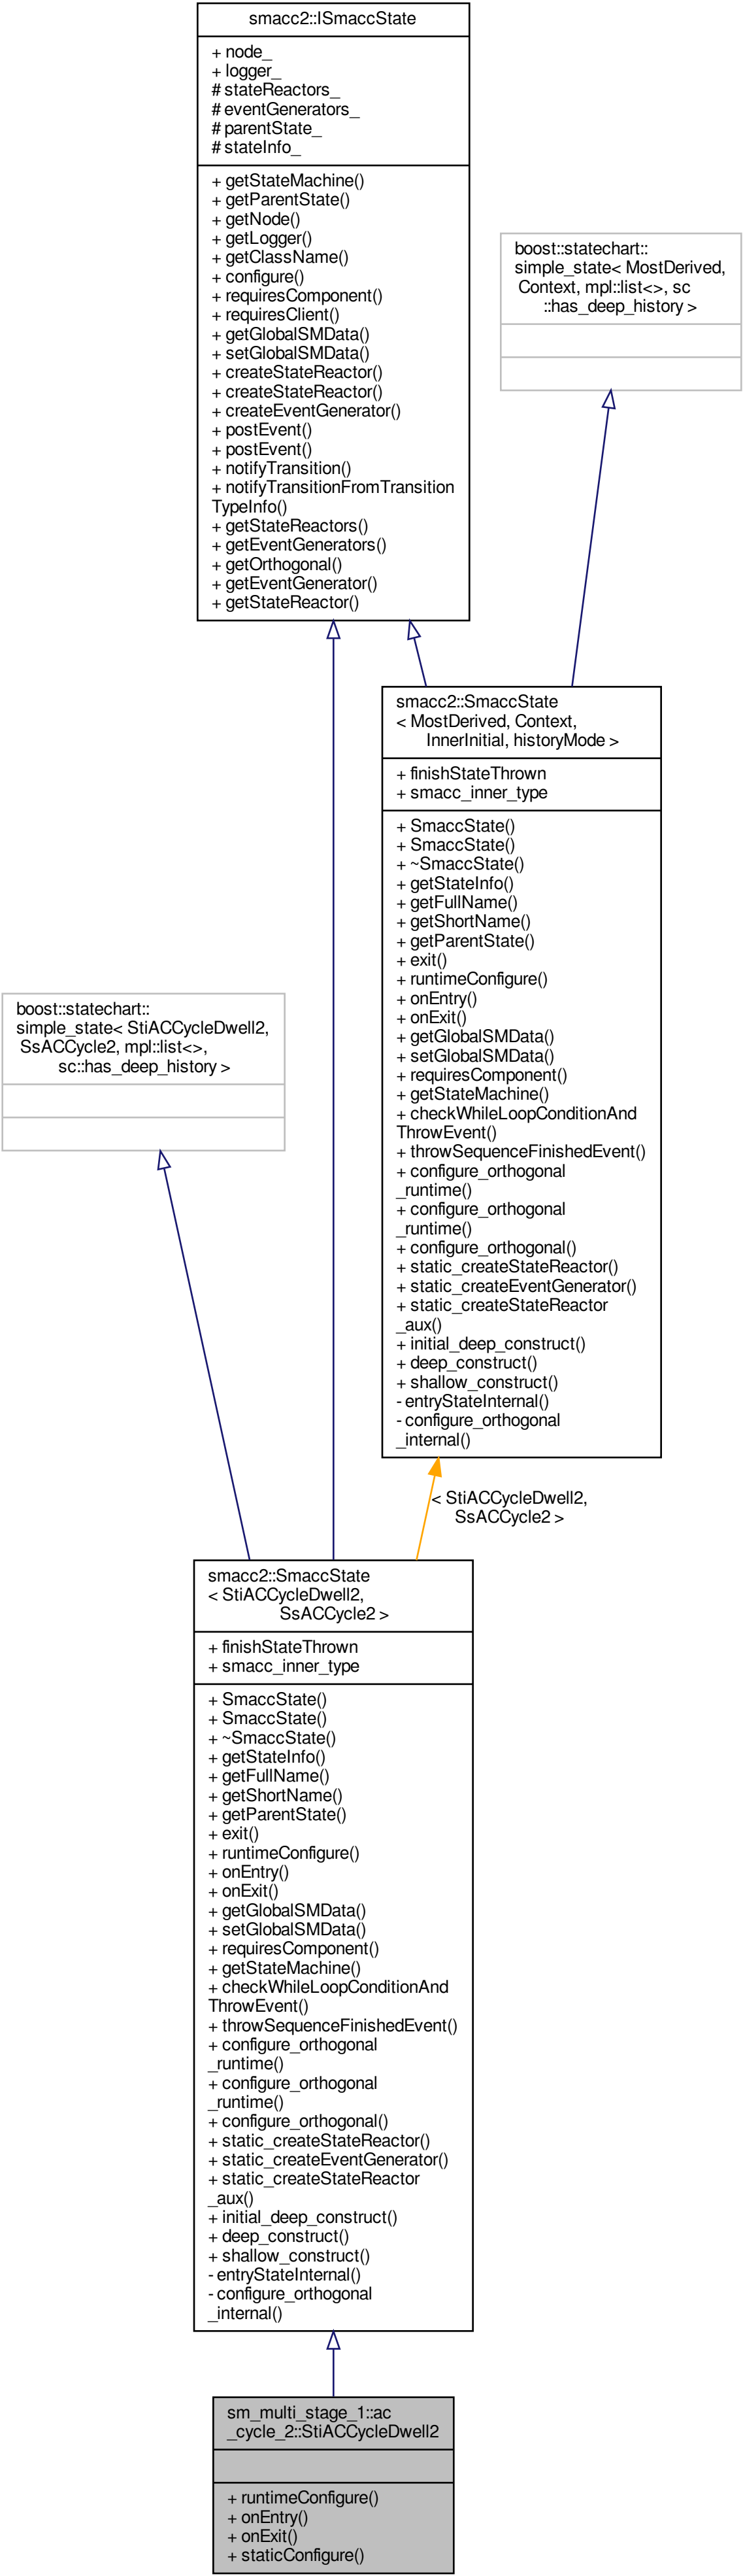 smacc2::ISmaccState
+ node_
+ logger_
# stateReactors_
# eventGenerators_
# parentState_
# stateInfo_
+ getStateMachine()
+ getParentState()
+ getNode()
+ getLogger()
+ getClassName()
+ configure()
+ requiresComponent()
+ requiresClient()
+ getGlobalSMData()
+ setGlobalSMData()
+ createStateReactor()
+ createStateReactor()
+ createEventGenerator()
+ postEvent()
+ postEvent()
+ notifyTransition()
+ notifyTransitionFromTransition
TypeInfo()
+ getStateReactors()
+ getEventGenerators()
+ getOrthogonal()
+ getEventGenerator()
+ getStateReactor()
boost::statechart::
simple_state< MostDerived,
Context, mpl::list<>, sc
::has_deep_history >
smacc2::SmaccState
< MostDerived, Context,
InnerInitial, historyMode >
+ finishStateThrown
+ smacc_inner_type
+ SmaccState()
+ SmaccState()
+ ~SmaccState()
+ getStateInfo()
+ getFullName()
+ getShortName()
+ getParentState()
+ exit()
+ runtimeConfigure()
+ onEntry()
+ onExit()
+ getGlobalSMData()
+ setGlobalSMData()
+ requiresComponent()
+ getStateMachine()
+ checkWhileLoopConditionAnd
ThrowEvent()
+ throwSequenceFinishedEvent()
+ configure_orthogonal
_runtime()
+ configure_orthogonal
_runtime()
+ configure_orthogonal()
+ static_createStateReactor()
+ static_createEventGenerator()
+ static_createStateReactor
_aux()
+ initial_deep_construct()
+ deep_construct()
+ shallow_construct()
- entryStateInternal()
- configure_orthogonal
_internal()
boost::statechart::
simple_state< StiACCycleDwell2,
SsACCycle2, mpl::list<>,
sc::has_deep_history >
< StiACCycleDwell2,
SsACCycle2 >
smacc2::SmaccState
< StiACCycleDwell2,
SsACCycle2 >
+ finishStateThrown
+ smacc_inner_type
+ SmaccState()
+ SmaccState()
+ ~SmaccState()
+ getStateInfo()
+ getFullName()
+ getShortName()
+ getParentState()
+ exit()
+ runtimeConfigure()
+ onEntry()
+ onExit()
+ getGlobalSMData()
+ setGlobalSMData()
+ requiresComponent()
+ getStateMachine()
+ checkWhileLoopConditionAnd
ThrowEvent()
+ throwSequenceFinishedEvent()
+ configure_orthogonal
_runtime()
+ configure_orthogonal
_runtime()
+ configure_orthogonal()
+ static_createStateReactor()
+ static_createEventGenerator()
+ static_createStateReactor
_aux()
+ initial_deep_construct()
+ deep_construct()
+ shallow_construct()
- entryStateInternal()
- configure_orthogonal
_internal()
sm_multi_stage_1::ac
_cycle_2::StiACCycleDwell2
+ runtimeConfigure()
+ onEntry()
+ onExit()
+ staticConfigure()